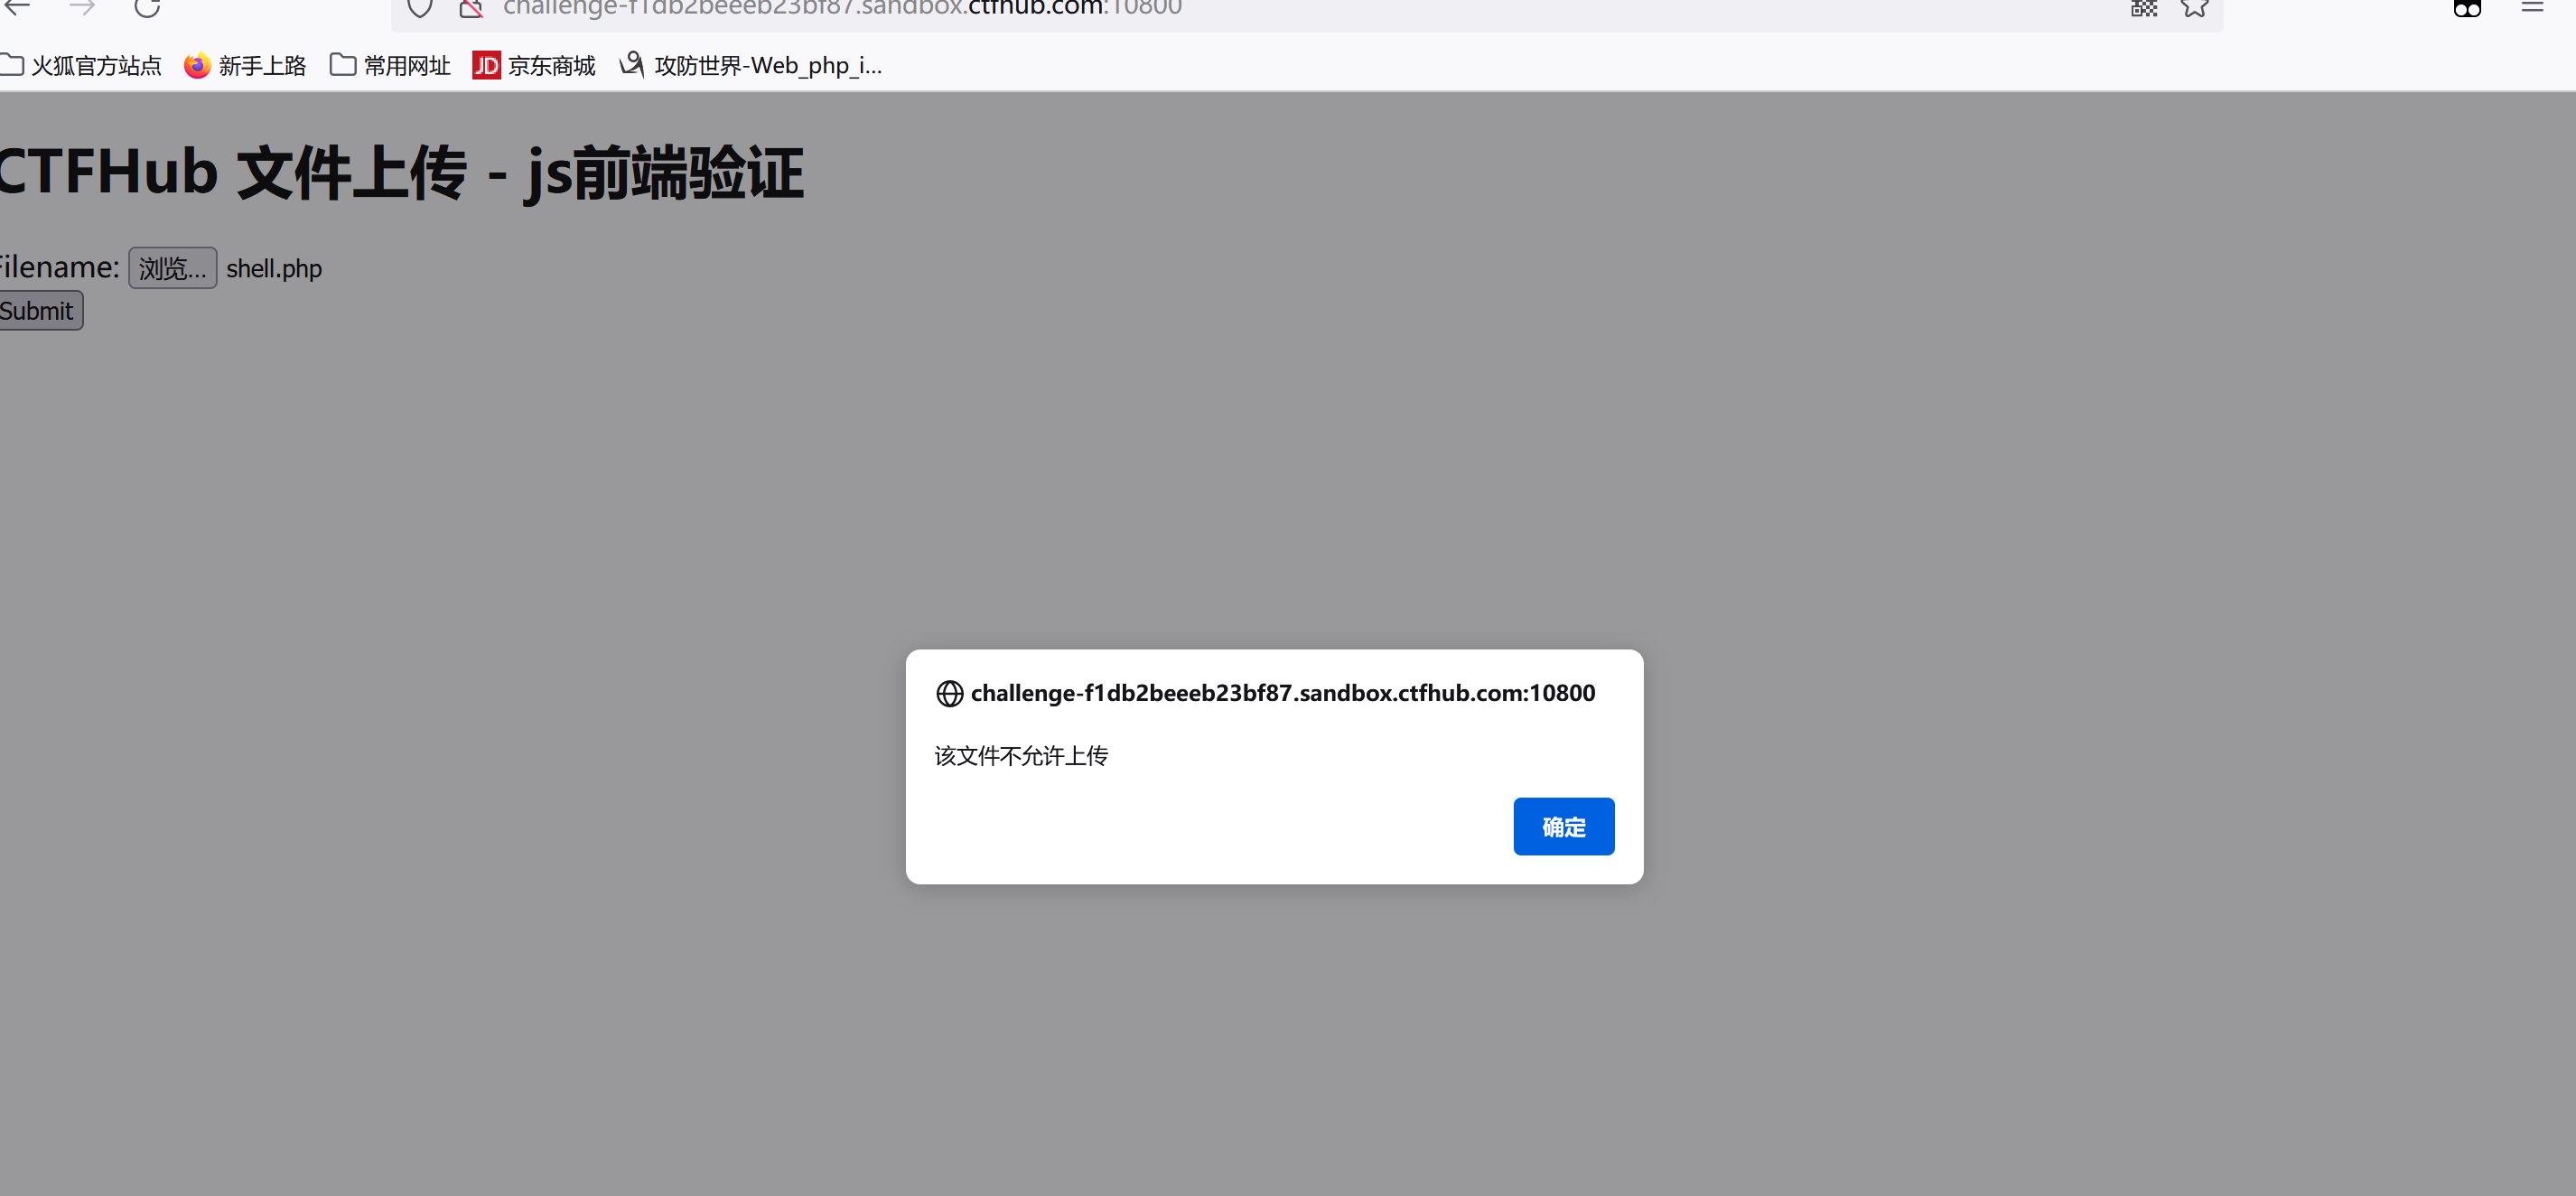 challenge-f1db2beeeb23bf87.sandbox.ctfhub.com:10800
火狐官方站点 新手上路 常用网址 JD 京东商城 攻防世界-Web_php_i...
CTFHub 文件上传 - js前端验证
Filename: 浏览... shell.php
Submit
challenge-f1db2beeeb23bf87.sandbox.ctfhub.com:10800
该文件不允许上传
确定